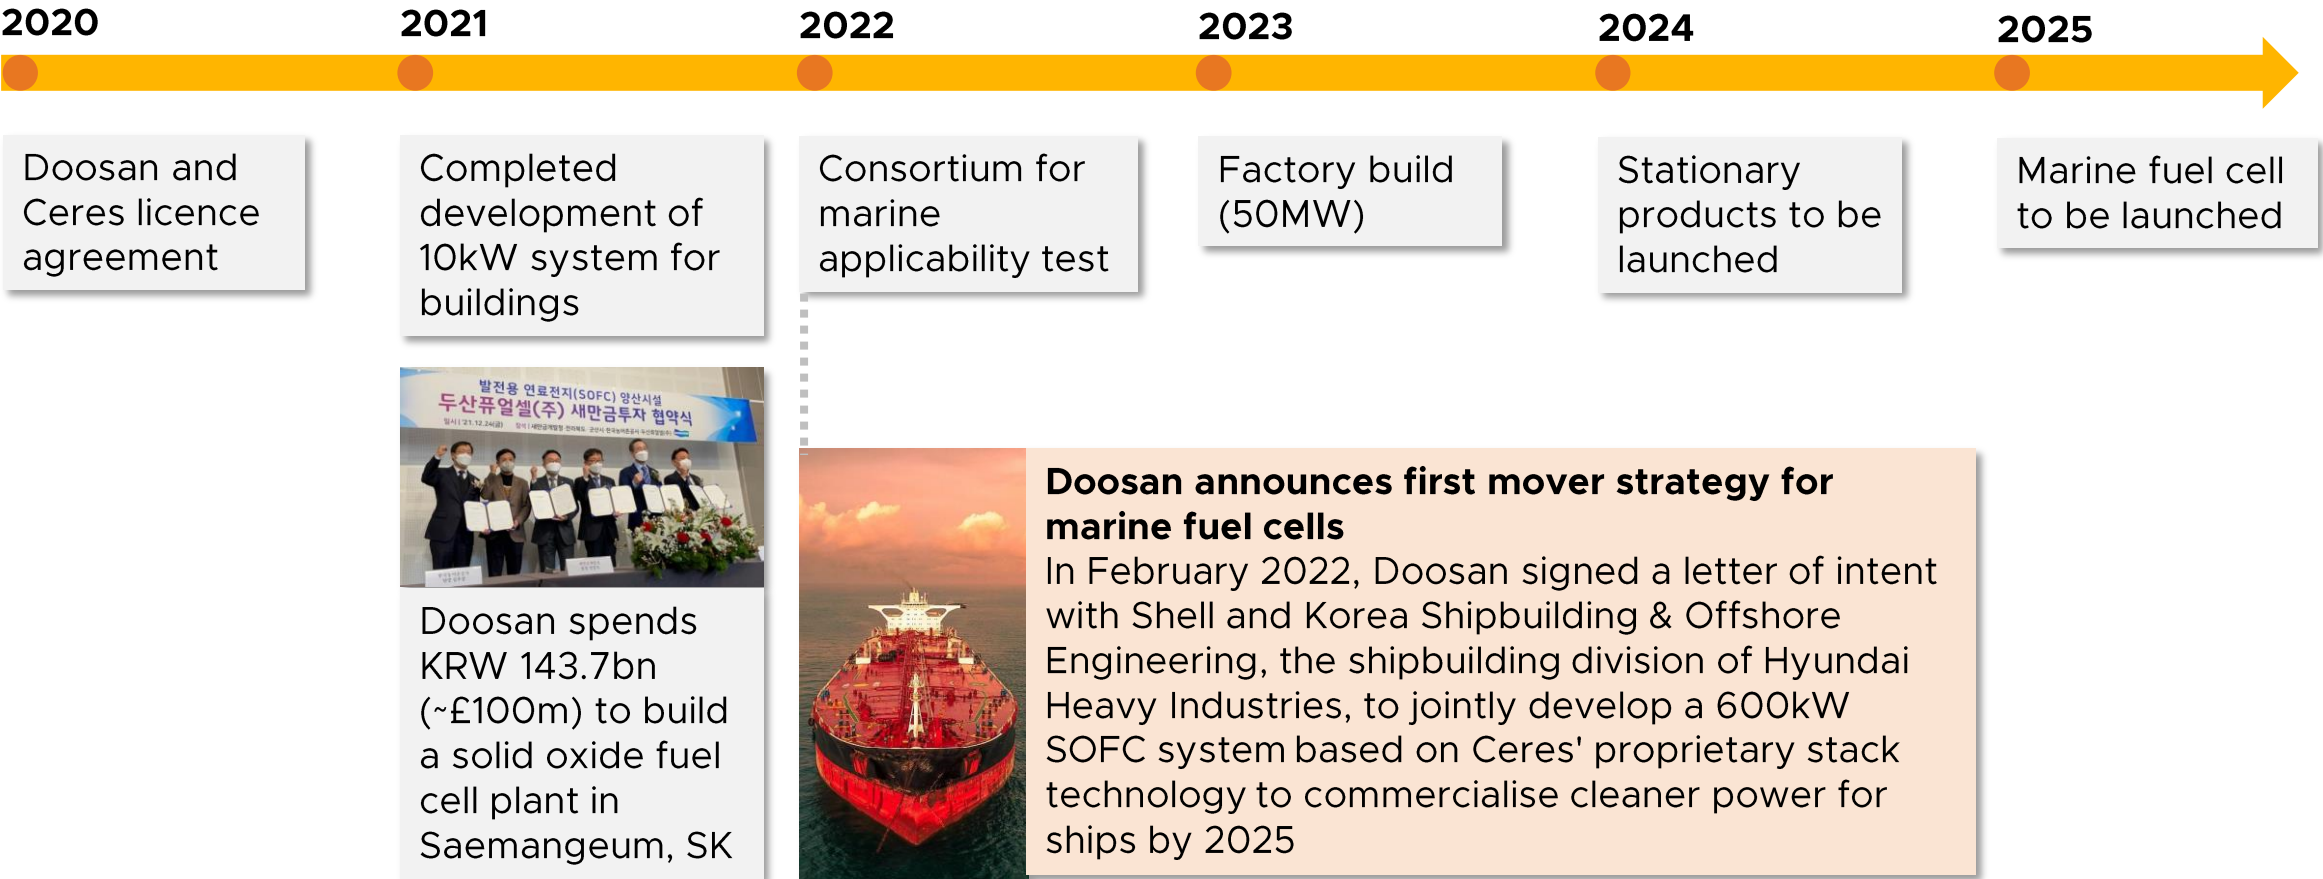 2020
2021
2022
2023
2024
2025
Doosan and
Ceres licence
agreement
Completed
development of
10kW system for
buildings
발전용 연료전지(SOFC) 양산시설
두산퓨얼셀(주) 새만금투자 협약식
일시 | '21.12.24(금)
Doosan spends
KRW 143.7bn
(~£100m) to build
a solid oxide fuel
cell plant in
Saemangeum, SK
Consortium for
marine
applicability test
Doosan announces first mover strategy for
marine fuel cells
In February 2022, Doosan signed a letter of intent
with Shell and Korea Shipbuilding & Offshore
Engineering, the shipbuilding division of Hyundai
Heavy Industries, to jointly develop a 600kW
SOFC system based on Ceres' proprietary stack
technology to commercialise cleaner power for
ships by 2025
Factory build
(50MW)
Stationary
products to be
launched
Marine fuel cell
to be launched